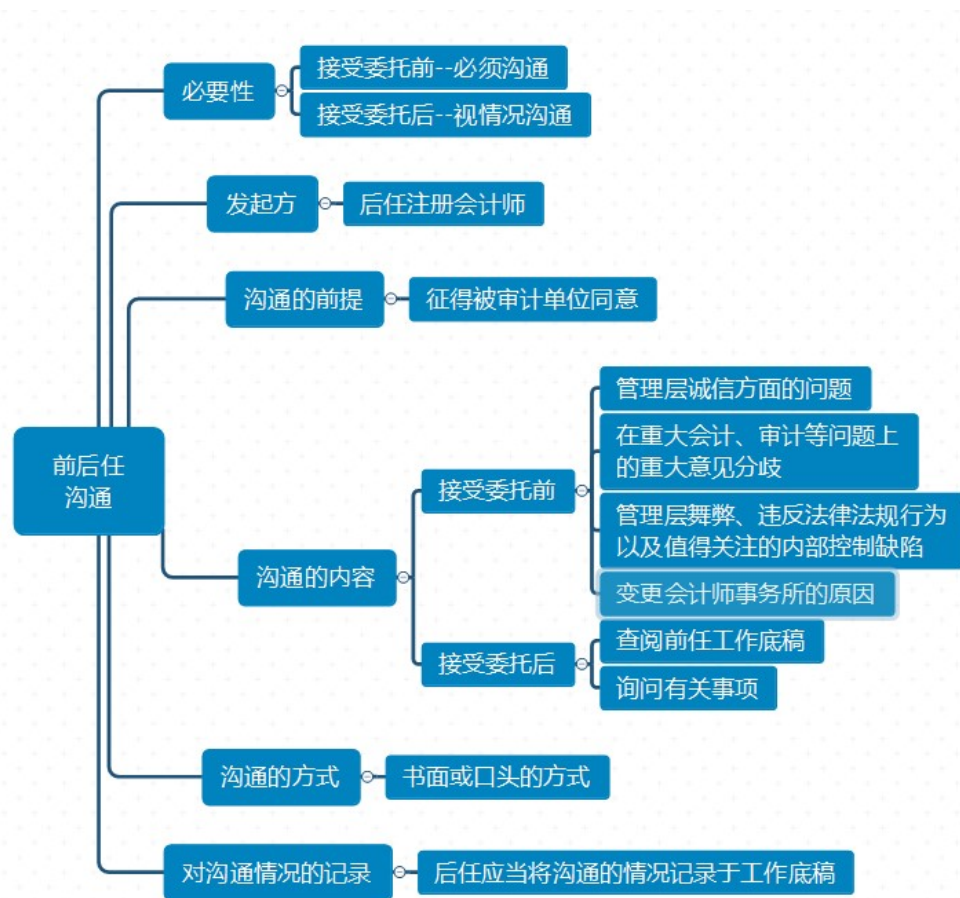 前后任
沟通
必要性
接受委托前--必须沟通
接受委托后--视情况沟通
发起方
后任注册会计师
沟通的前提
征得被审计单位同意
沟通的内容
接受委托前
管理层诚信方面的问题
在重大会计、审计等问题上
的重大意见分歧
管理层舞弊、违反法律法规行为
以及值得关注的内部控制缺陷
变更会计师事务所的原因
接受委托后
查阅前任工作底稿
询问有关事项
沟通的方式
书面或口头的方式
对沟通情况的记录
后任应当将沟通的情况记录于工作底稿